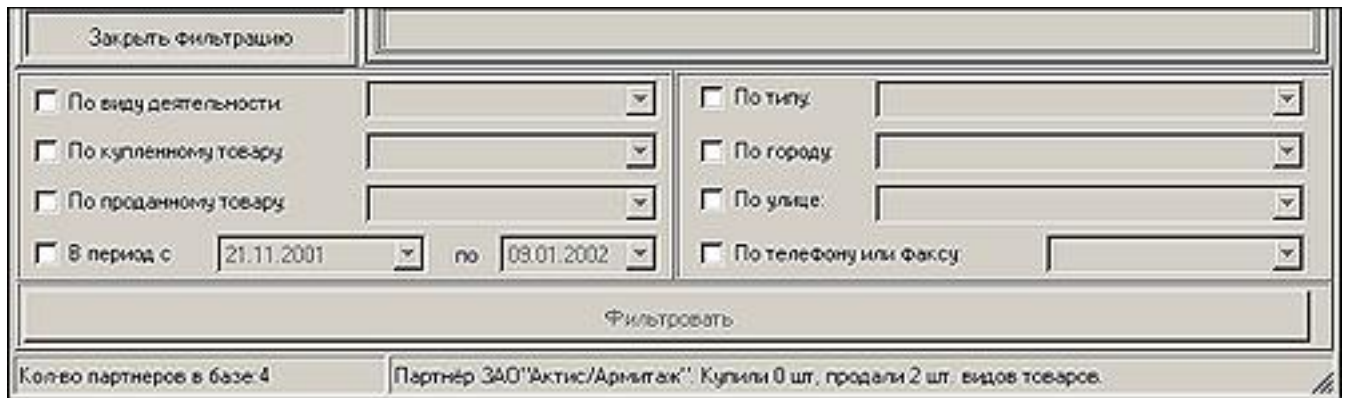 Закрыть Фильтрацию
По виду деятельности:
По купленному товару:
По проданному товару:
В период с 21.11.2001 по 09.01.2002
По типу:
По городу:
По улице:
По телефону или факсу:
Фильтровать
Кол-во партнеров в базе:4
Партнёр ЗАО"Актис/Армитаж". Купили 0 шт, продали 2 шт. видов товаров.